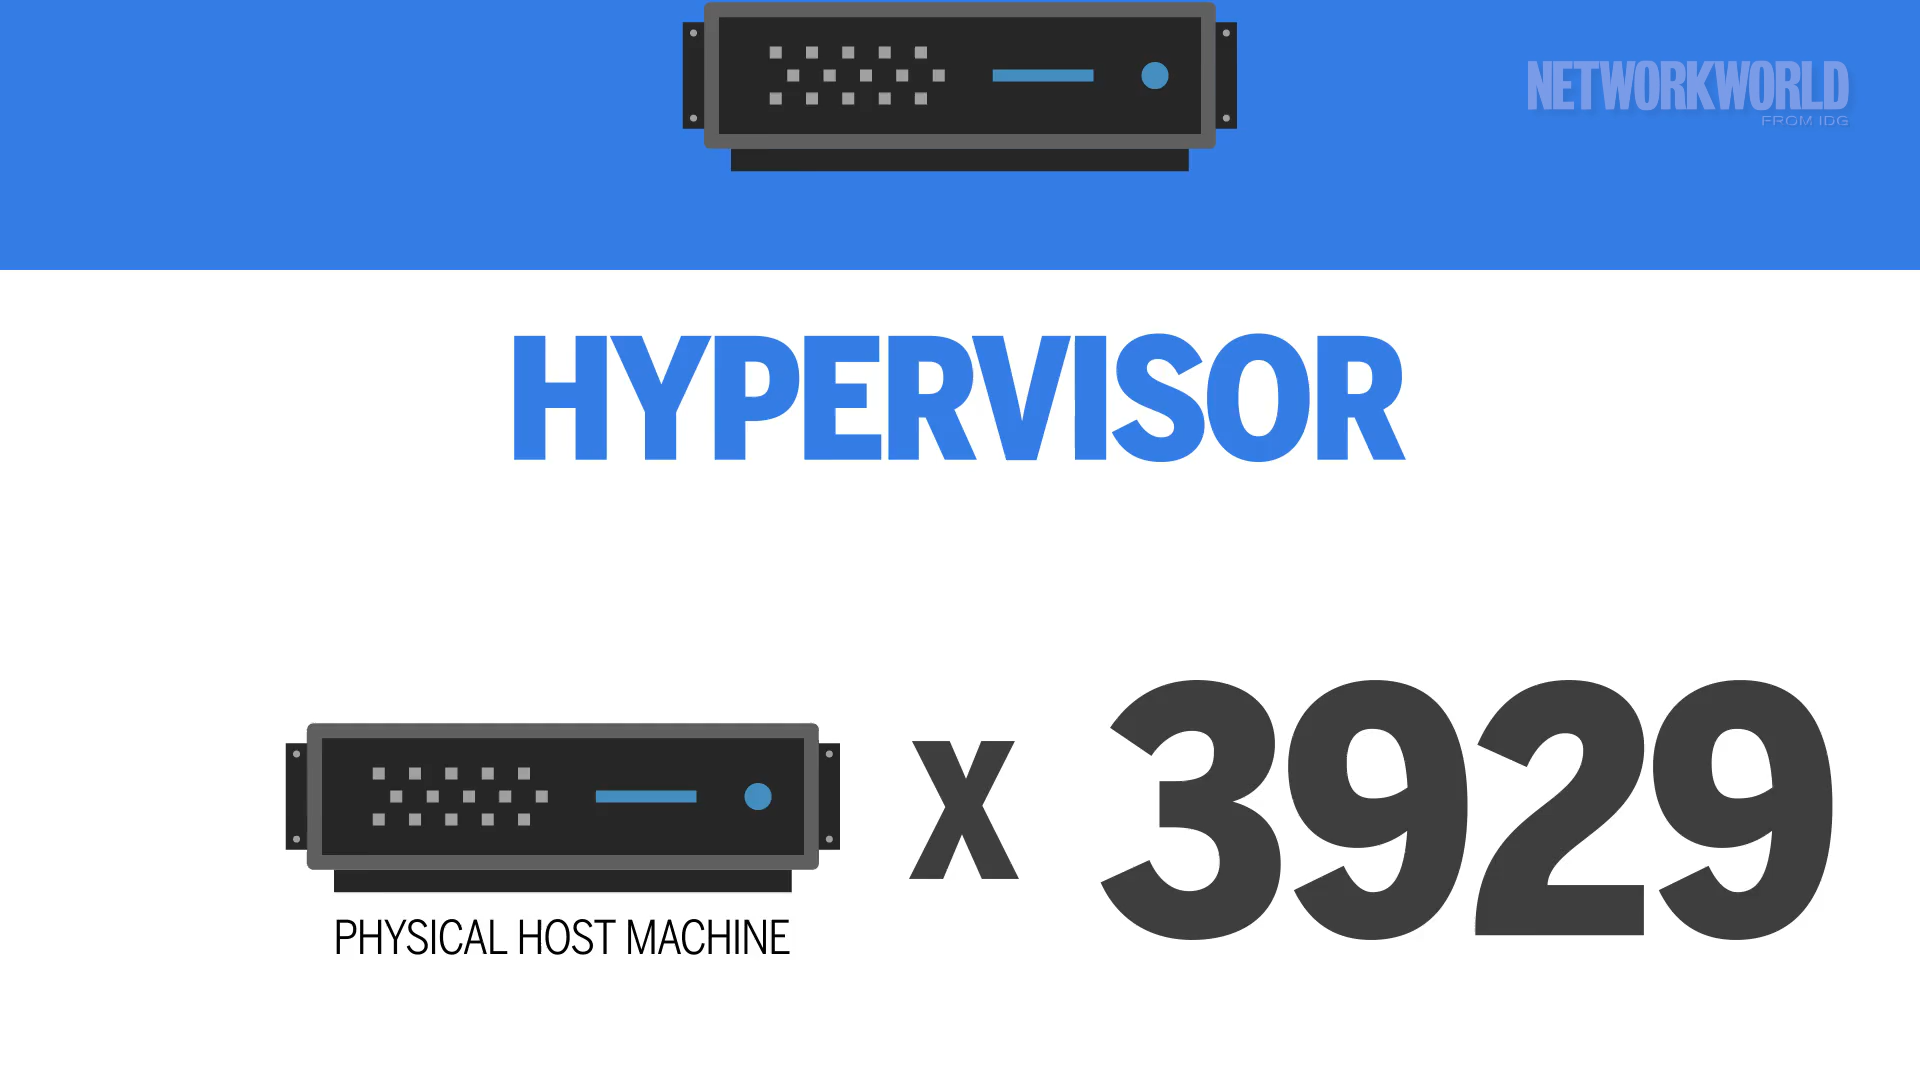 NETWORKWORLD
FROM IDG
HYPERVISOR
X 3929
PHYSICAL HOST MACHINE